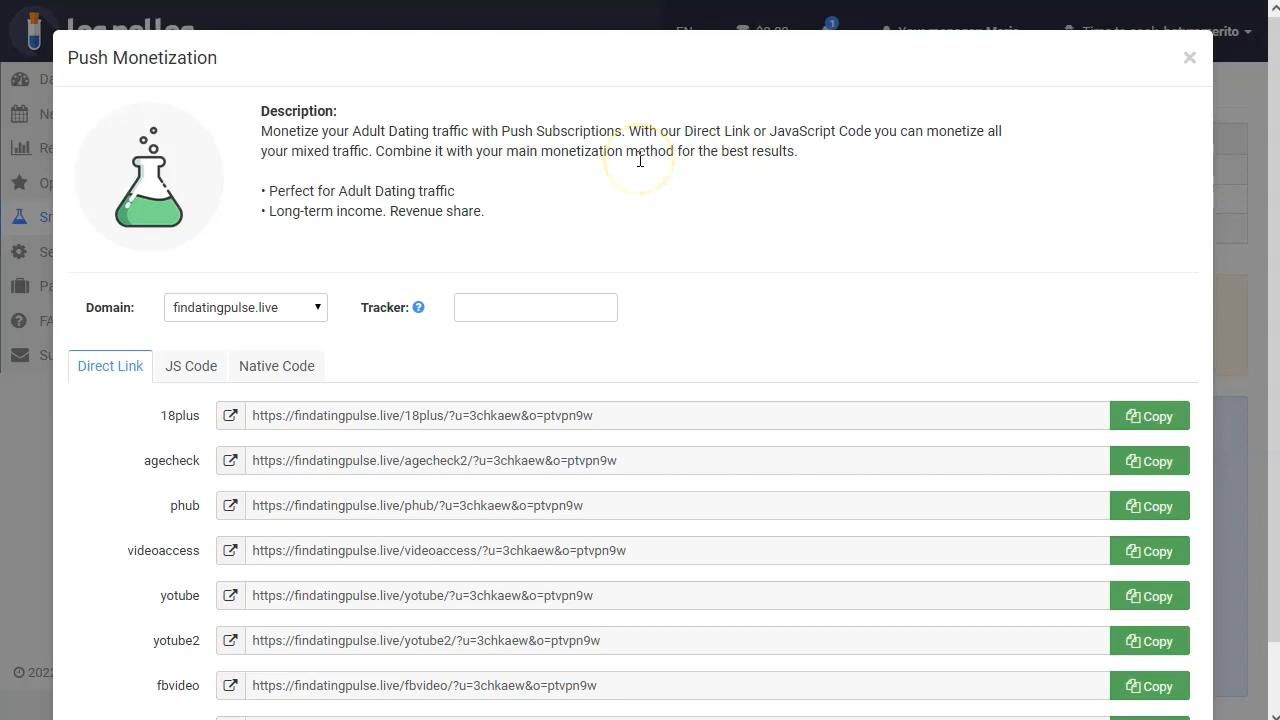 EN
1
Push Monetization
×
Description:
Monetize your Adult Dating traffic with Push Subscriptions. With our Direct Link or JavaScript Code you can monetize all
your mixed traffic. Combine it with your main monetization method for the best results.
• Perfect for Adult Dating traffic
• Long-term income. Revenue share.
Domain: findatingpulse.live Tracker:
Direct Link JS Code Native Code
18plus https://findatingpulse.live/18plus/?u=3chkaew&o=ptvpn9w Copy
agecheck https://findatingpulse.live/agecheck2/?u=3chkaew&o=ptvpn9w Copy
phub https://findatingpulse.live/phub/?u=3chkaew&o=ptvpn9w Copy
videoaccess https://findatingpulse.live/videoaccess/?u=3chkaew&o=ptvpn9w Copy
yotube https://findatingpulse.live/yotube/?u=3chkaew&o=ptvpn9w Copy
yotube2 https://findatingpulse.live/yotube2/?u=3chkaew&o=ptvpn9w Copy
fbvideo https://findatingpulse.live/fbvideo/?u=3chkaew&o=ptvpn9w Copy
2022